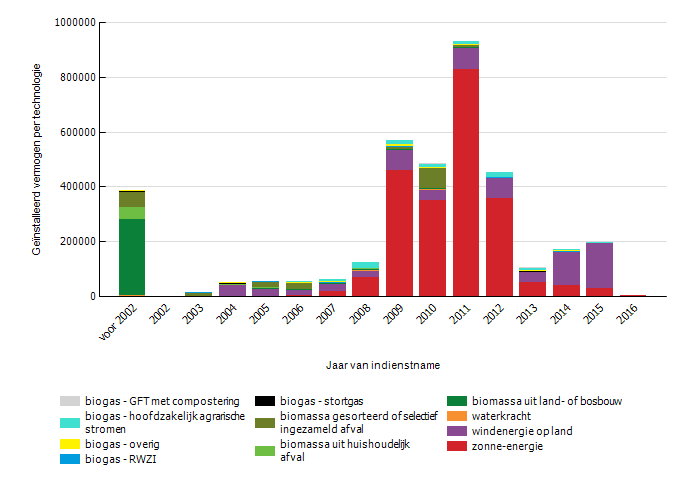 Geïnstalleerd vermogen per technologie
1000000
800000
600000
400000
200000
0
voor 2002
2002
2003
2004
2005
2006
2007
2008
2009
2010
2011
2012
2013
2014
2015
2016
Jaar van indienstname
biogas - GFT met compostering
biogas - hoofdzakelijk agrarische
stromen
biogas - overig
biogas - RWZI
biogas - stortgas
biomassa gesorteerd of selectief
ingezameld afval
biomassa uit huishoudelijk
afval
biomassa uit land- of bosbouw
waterkracht
windenergie op land
zonne-energie